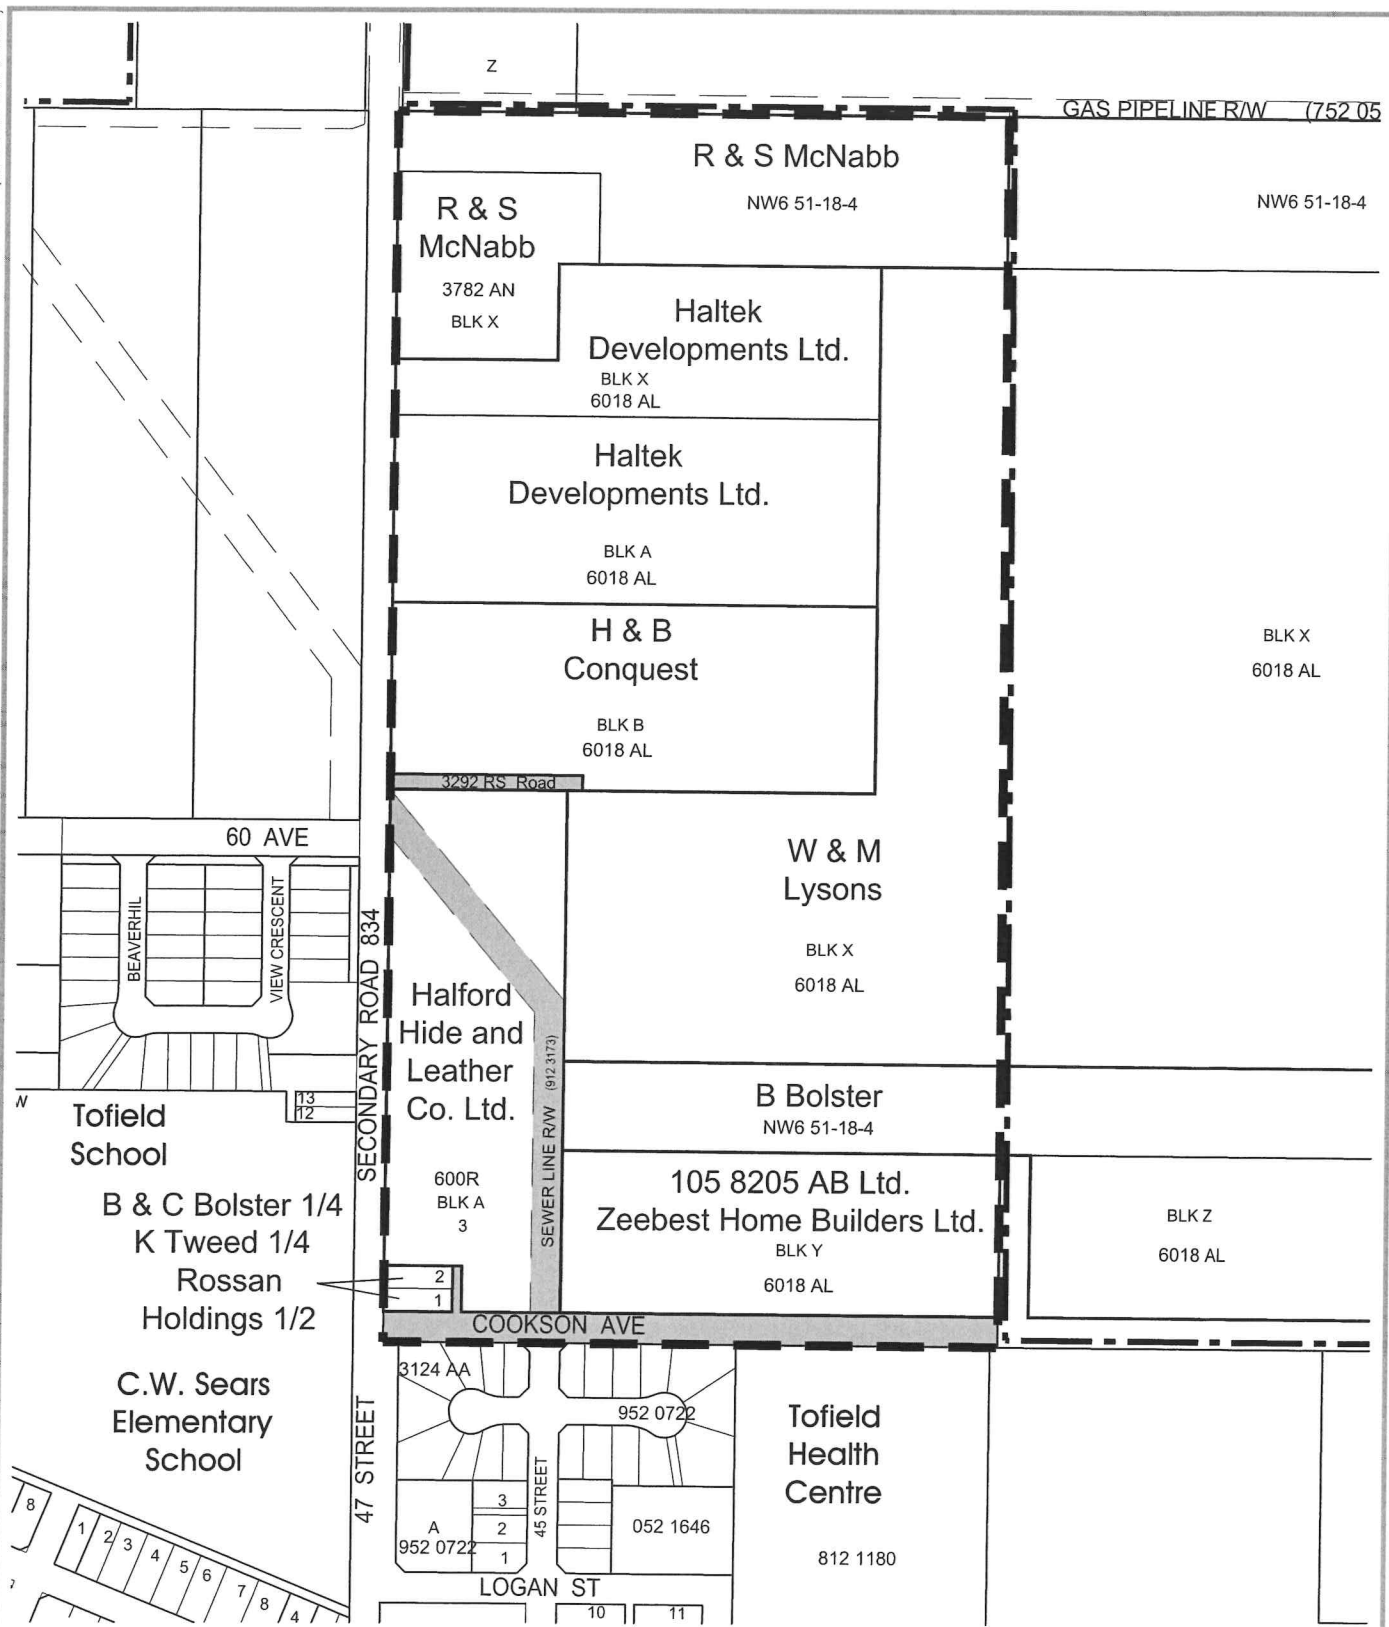 Z
GAS PIPELINE R/W (752 05
R & S McNabb
NW6 51-18-4
NW6 51-18-4
R & S
McNabb
3782 AN
BLK X
Haltek
Developments Ltd.
BLK X
6018 AL
Haltek
Developments Ltd.
BLK A
6018 AL
H & B
Conquest
BLK B
6018 AL
BLK X
6018 AL
3292 RS Road
60 AVE
BEAVERHIL
VIEW CRESCENT
SECONDARY ROAD 834
W & M
Lysons
BLK X
6018 AL
Halford
Hide and
Leather
Co. Ltd.
600R
BLK A
3
SEWER LINE R/W (912 3173)
B Bolster
NW6 51-18-4
105 8205 AB Ltd.
Zeebest Home Builders Ltd.
BLK Y
6018 AL
BLK Z
6018 AL
W
13
12
Tofield
School
B & C Bolster 1/4
K Tweed 1/4
Rossan
Holdings 1/2
2
1
COOKSON AVE
C.W. Sears
Elementary
School
47 STREET
3124 AA
952 0722
45 STREET
A
952 0722
3
2
1
052 1646
Tofield
Health
Centre
812 1180
LOGAN ST
10
11
8
1
2
3
4
5
6
7
8
4